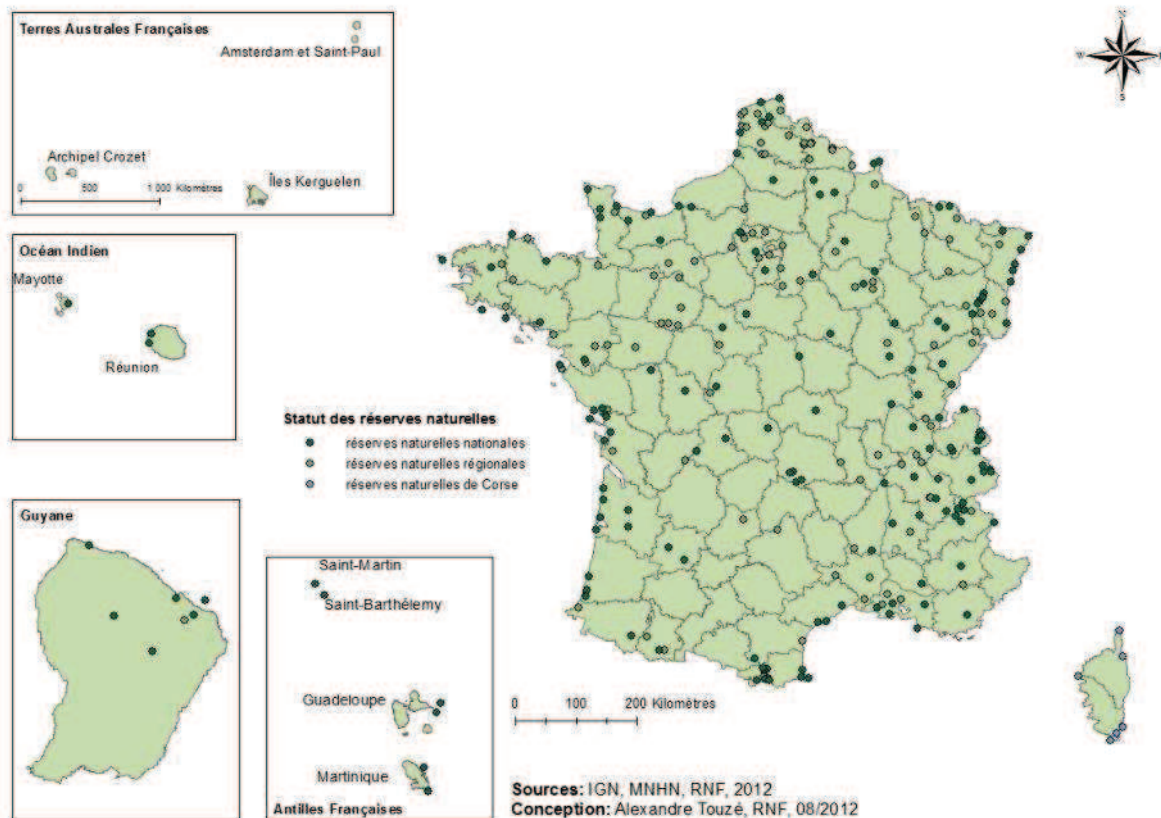 Terres Australes Françaises
Amsterdam et Saint-Paul
Archipel Crozet
Îles Kerguelen
0 500 1 000 Kilomètres
Océan Indien
Mayotte
Réunion
N
W E
S
Statut des réserves naturelles
réserves naturelles nationales
réserves naturelles régionales
réserves naturelles de Corse
Guyane
Saint-Martin
Saint-Barthélemy
Guadeloupe
Martinique
Antilles Françaises
0 100 200 Kilomètres
Sources: IGN, MNHN, RNF, 2012
Conception: Alexandre Touzé, RNF, 08/2012